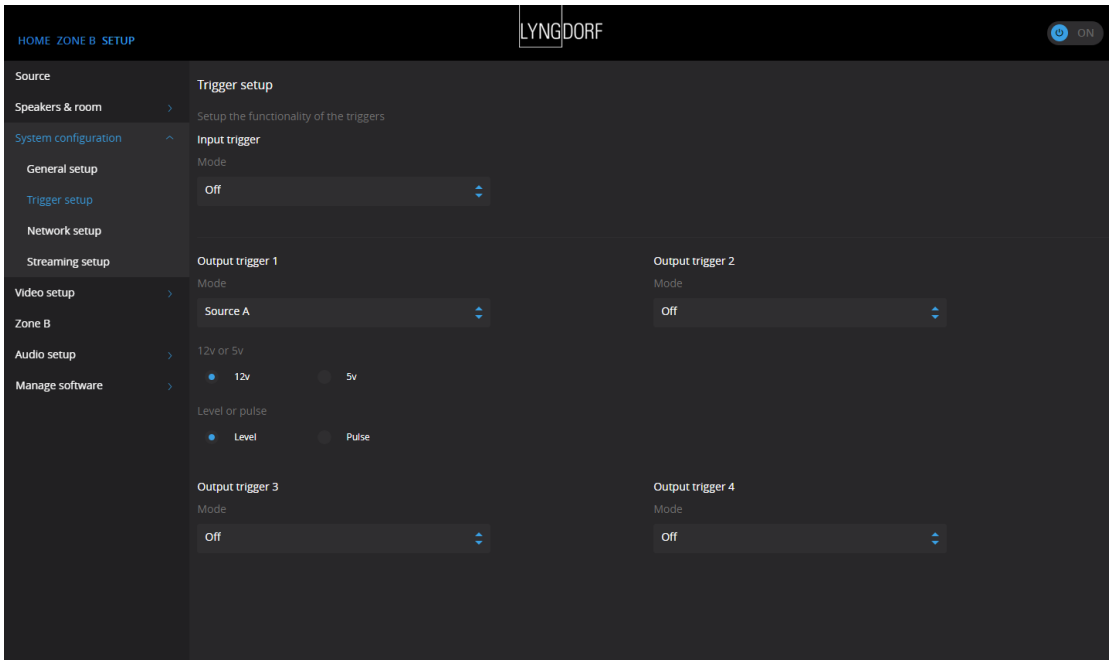 LYNGDORF
HOME ZONE B SETUP
ON
Source
Speakers & room
System configuration
General setup
Trigger setup
Network setup
Streaming setup
Video setup
Zone B
Audio setup
Manage software
Trigger setup
Setup the functionality of the triggers
Input trigger
Mode
Off
Output trigger 1
Mode
Source A
12v or 5v
12v 5v
Level or pulse
Level Pulse
Output trigger 2
Mode
Off
Output trigger 3
Mode
Off
Output trigger 4
Mode
Off